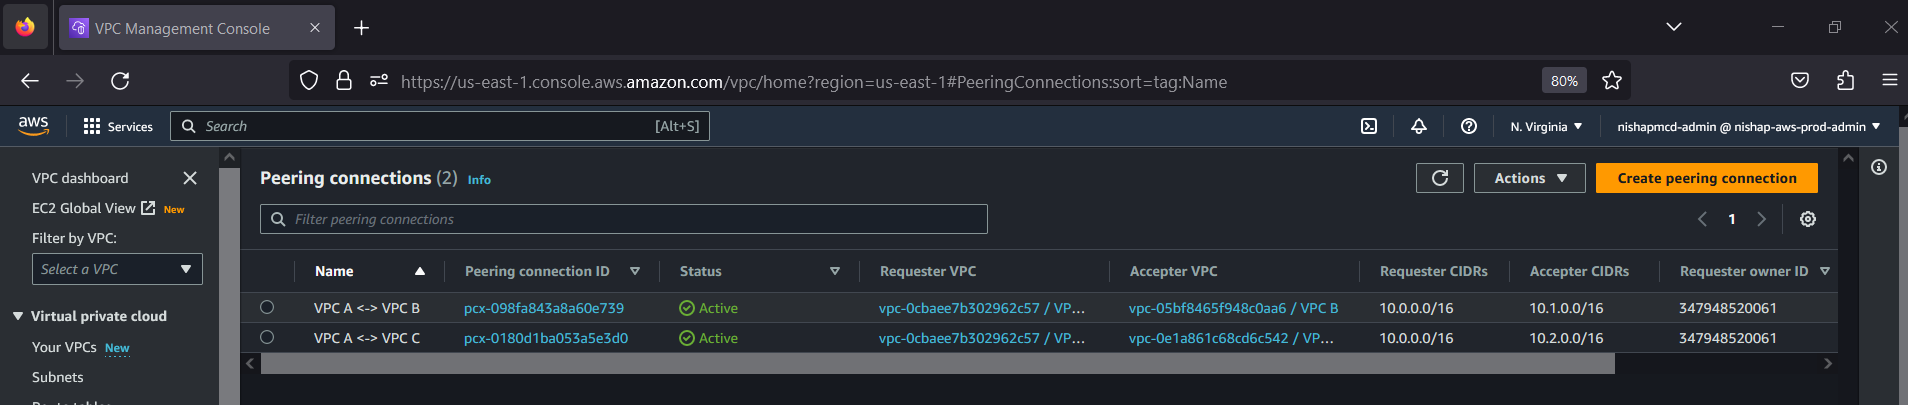 VPC Management Console
https://us-east-1.console.aws.amazon.com/vpc/home?region=us-east-1#PeeringConnections:sort=tag:Name 80%
aws Services Search [Alt+S] N. Virginia nishapmcd-admin @ nishap-aws-prod-admin
VPC dashboard
EC2 Global View New
Filter by VPC:
Select a VPC
Virtual private cloud
Your VPCs New
Subnets
Route tables
Peering connections (2) Info Actions Create peering connection
Filter peering connections 1
Name Peering connection ID Status Requester VPC Accepter VPC Requester CIDRs Accepter CIDRs Requester owner ID
VPC A <-> VPC B pcx-098fa843a8a60e739 Active vpc-0cbaee7b302962c57 / VP... vpc-05bf8465f948c0aa6 / VPC B 10.0.0.0/16 10.1.0.0/16 347948520061
VPC A <-> VPC C pcx-0180d1ba053a5e3d0 Active vpc-0cbaee7b302962c57 / VP... vpc-0e1a861c68cd6c542 / VP... 10.0.0.0/16 10.2.0.0/16 347948520061